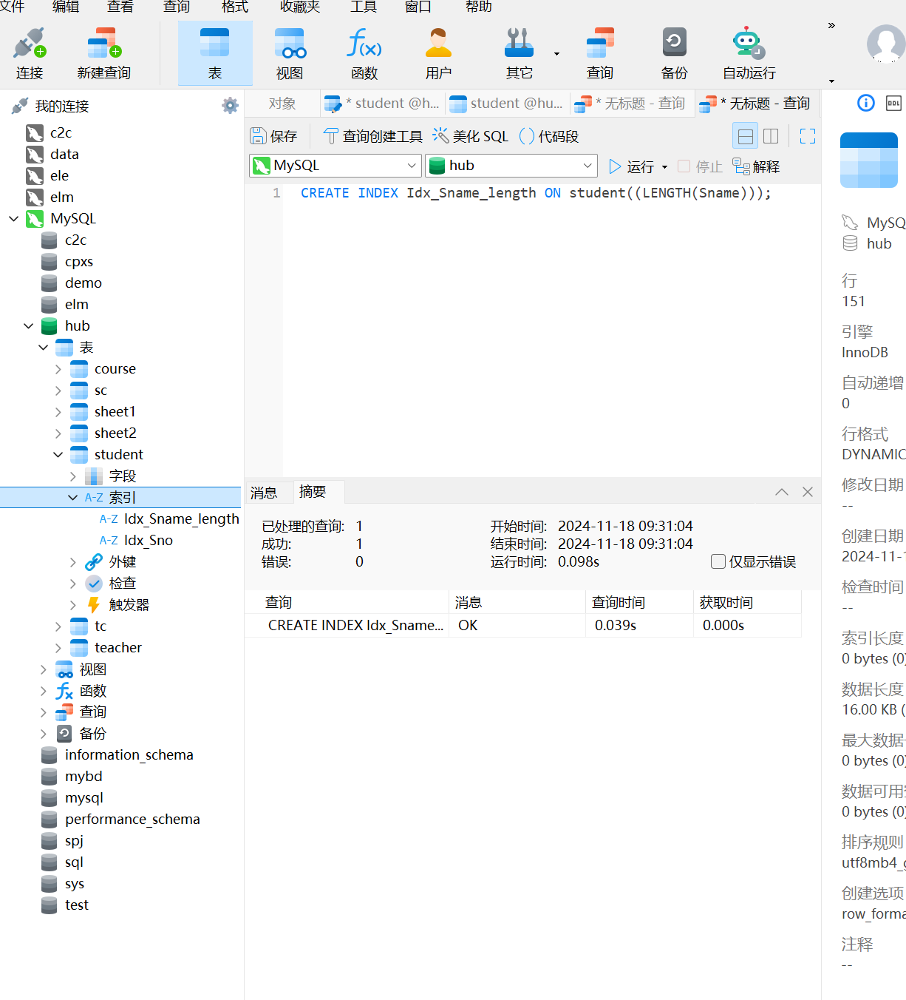 文件 编辑 查看 查询 格式 收藏夹 工具 窗口 帮助
连接 新建查询 表 视图 函数 用户 其它 查询 备份 自动运行
»
我的连接
c2c
data
ele
elm
MySQL
c2c
cpxs
demo
elm
hub
表
course
sc
sheet1
sheet2
student
字段
A-Z 索引
A-Z Idx_Sname_length
A-Z Idx_Sno
外键
检查
触发器
tc
teacher
视图
函数
查询
备份
information_schema
mybd
mysql
performance_schema
spj
sql
sys
test
对象 * student @h... student @hu... * 无标题 - 查询 * 无标题 - 查询
保存 查询创建工具 美化 SQL () 代码段
MySQL hub 运行 停止 解释
1 CREATE INDEX Idx_Sname_length ON student((LENGTH(Sname)));
消息 摘要
已处理的查询: 1 开始时间: 2024-11-18 09:31:04
成功: 1 结束时间: 2024-11-18 09:31:04
错误: 0 运行时间: 0.098s 仅显示错误
查询 消息 查询时间 获取时间
CREATE INDEX Idx_Sname... OK 0.039s 0.000s
DDL
MySQ
hub
行
151
引擎
InnoDB
自动递增
0
行格式
DYNAMIC
修改日期
--
创建日期
2024-11-1
检查时间
--
索引长度
0 bytes (0)
数据长度
16.00 KB (
最大数据
0 bytes (0)
数据可用
0 bytes (0)
排序规则
utf8mb4_g
创建选项
row_forma
注释
--